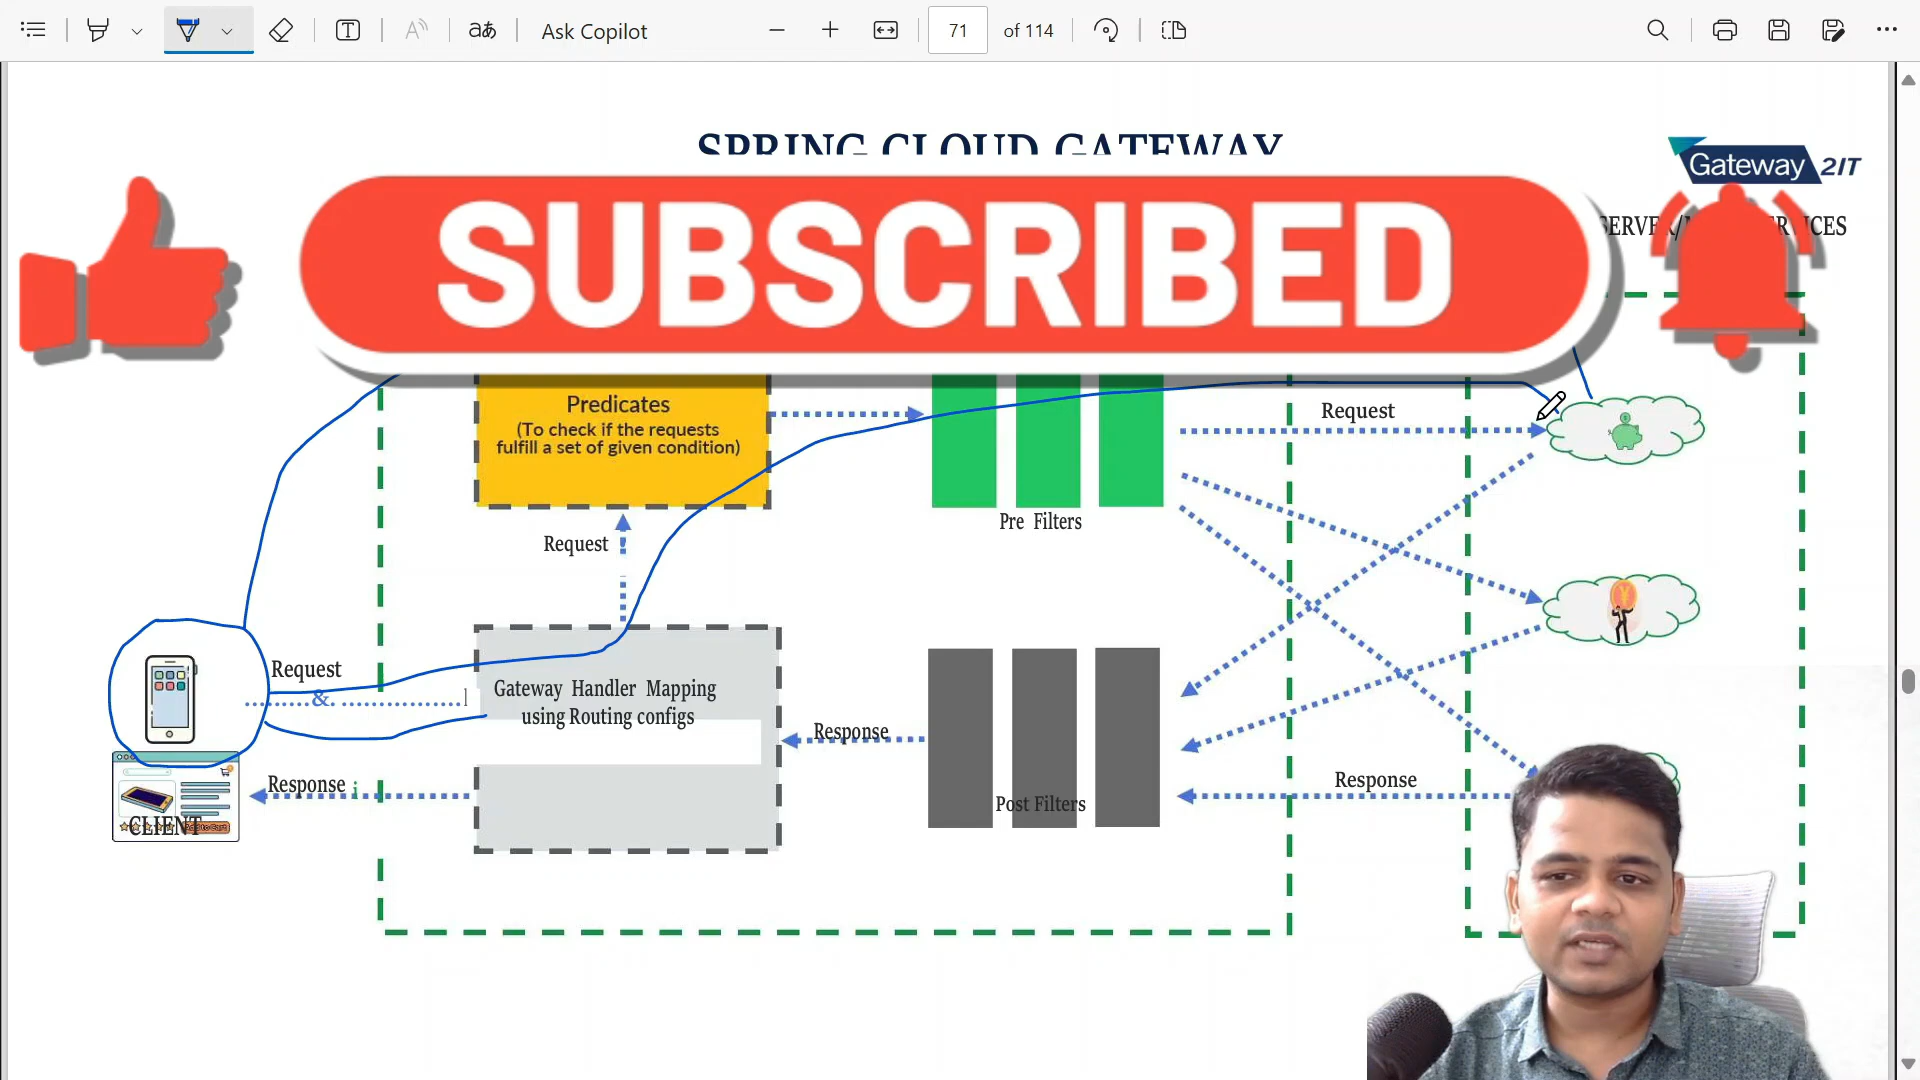 Ask Copilot
71
of 114
SPRING CLOUD GATEWAY
Gateway 2IT
SUBSCRIBED
Predicates
(To check if the requests
fulfill a set of given condition)
Request
Pre Filters
Request
Request
&.
Gateway Handler Mapping
using Routing configs
Response
Response
CLIENT
Response
Post Filters